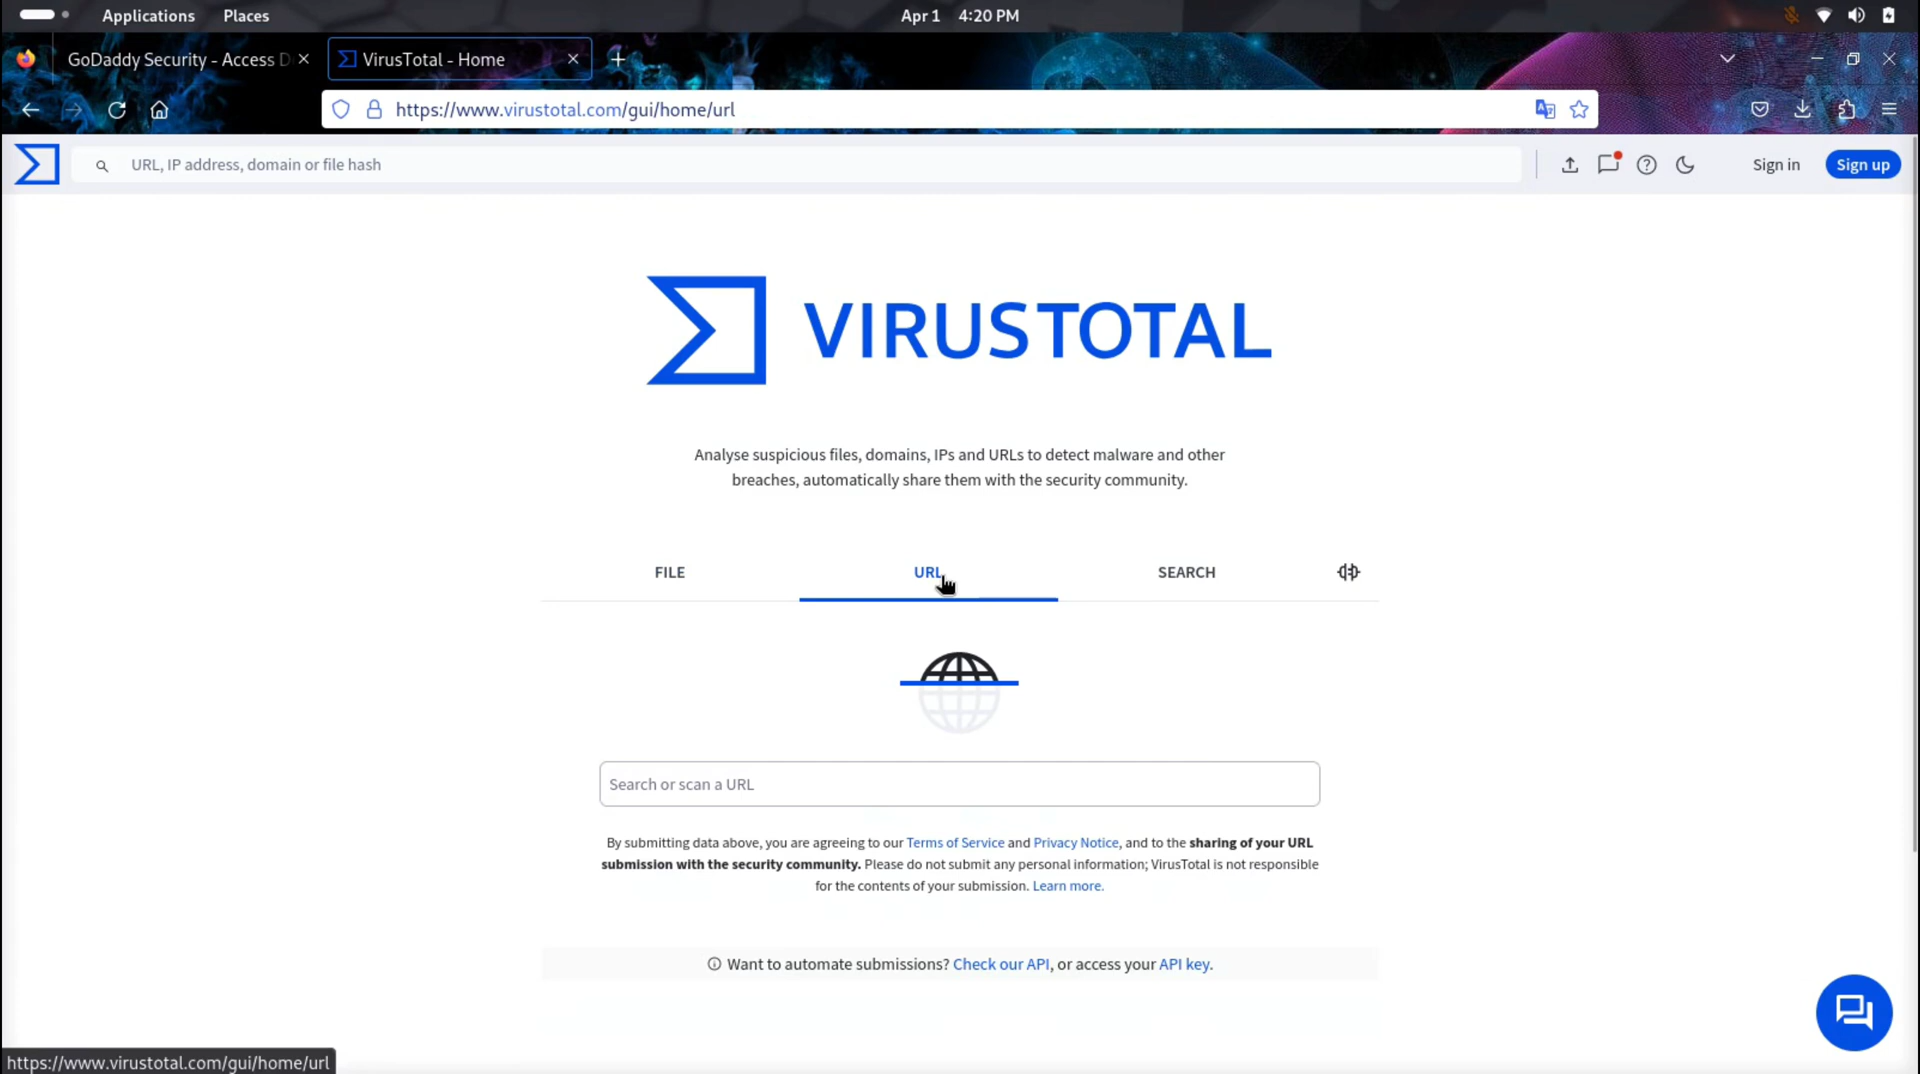 Applications Places Apr 1 4:20 PM
GoDaddy Security - Access D VirusTotal - Home
https://www.virustotal.com/gui/home/url
URL, IP address, domain or file hash Sign in Sign up
VIRUSTOTAL
Analyse suspicious files, domains, IPs and URLs to detect malware and other
breaches, automatically share them with the security community.
FILE URL SEARCH
Search or scan a URL
By submitting data above, you are agreeing to our Terms of Service and Privacy Notice, and to the sharing of your URL
submission with the security community. Please do not submit any personal information; VirusTotal is not responsible
for the contents of your submission. Learn more.
Want to automate submissions? Check our API, or access your API key.
https://www.virustotal.com/gui/home/url